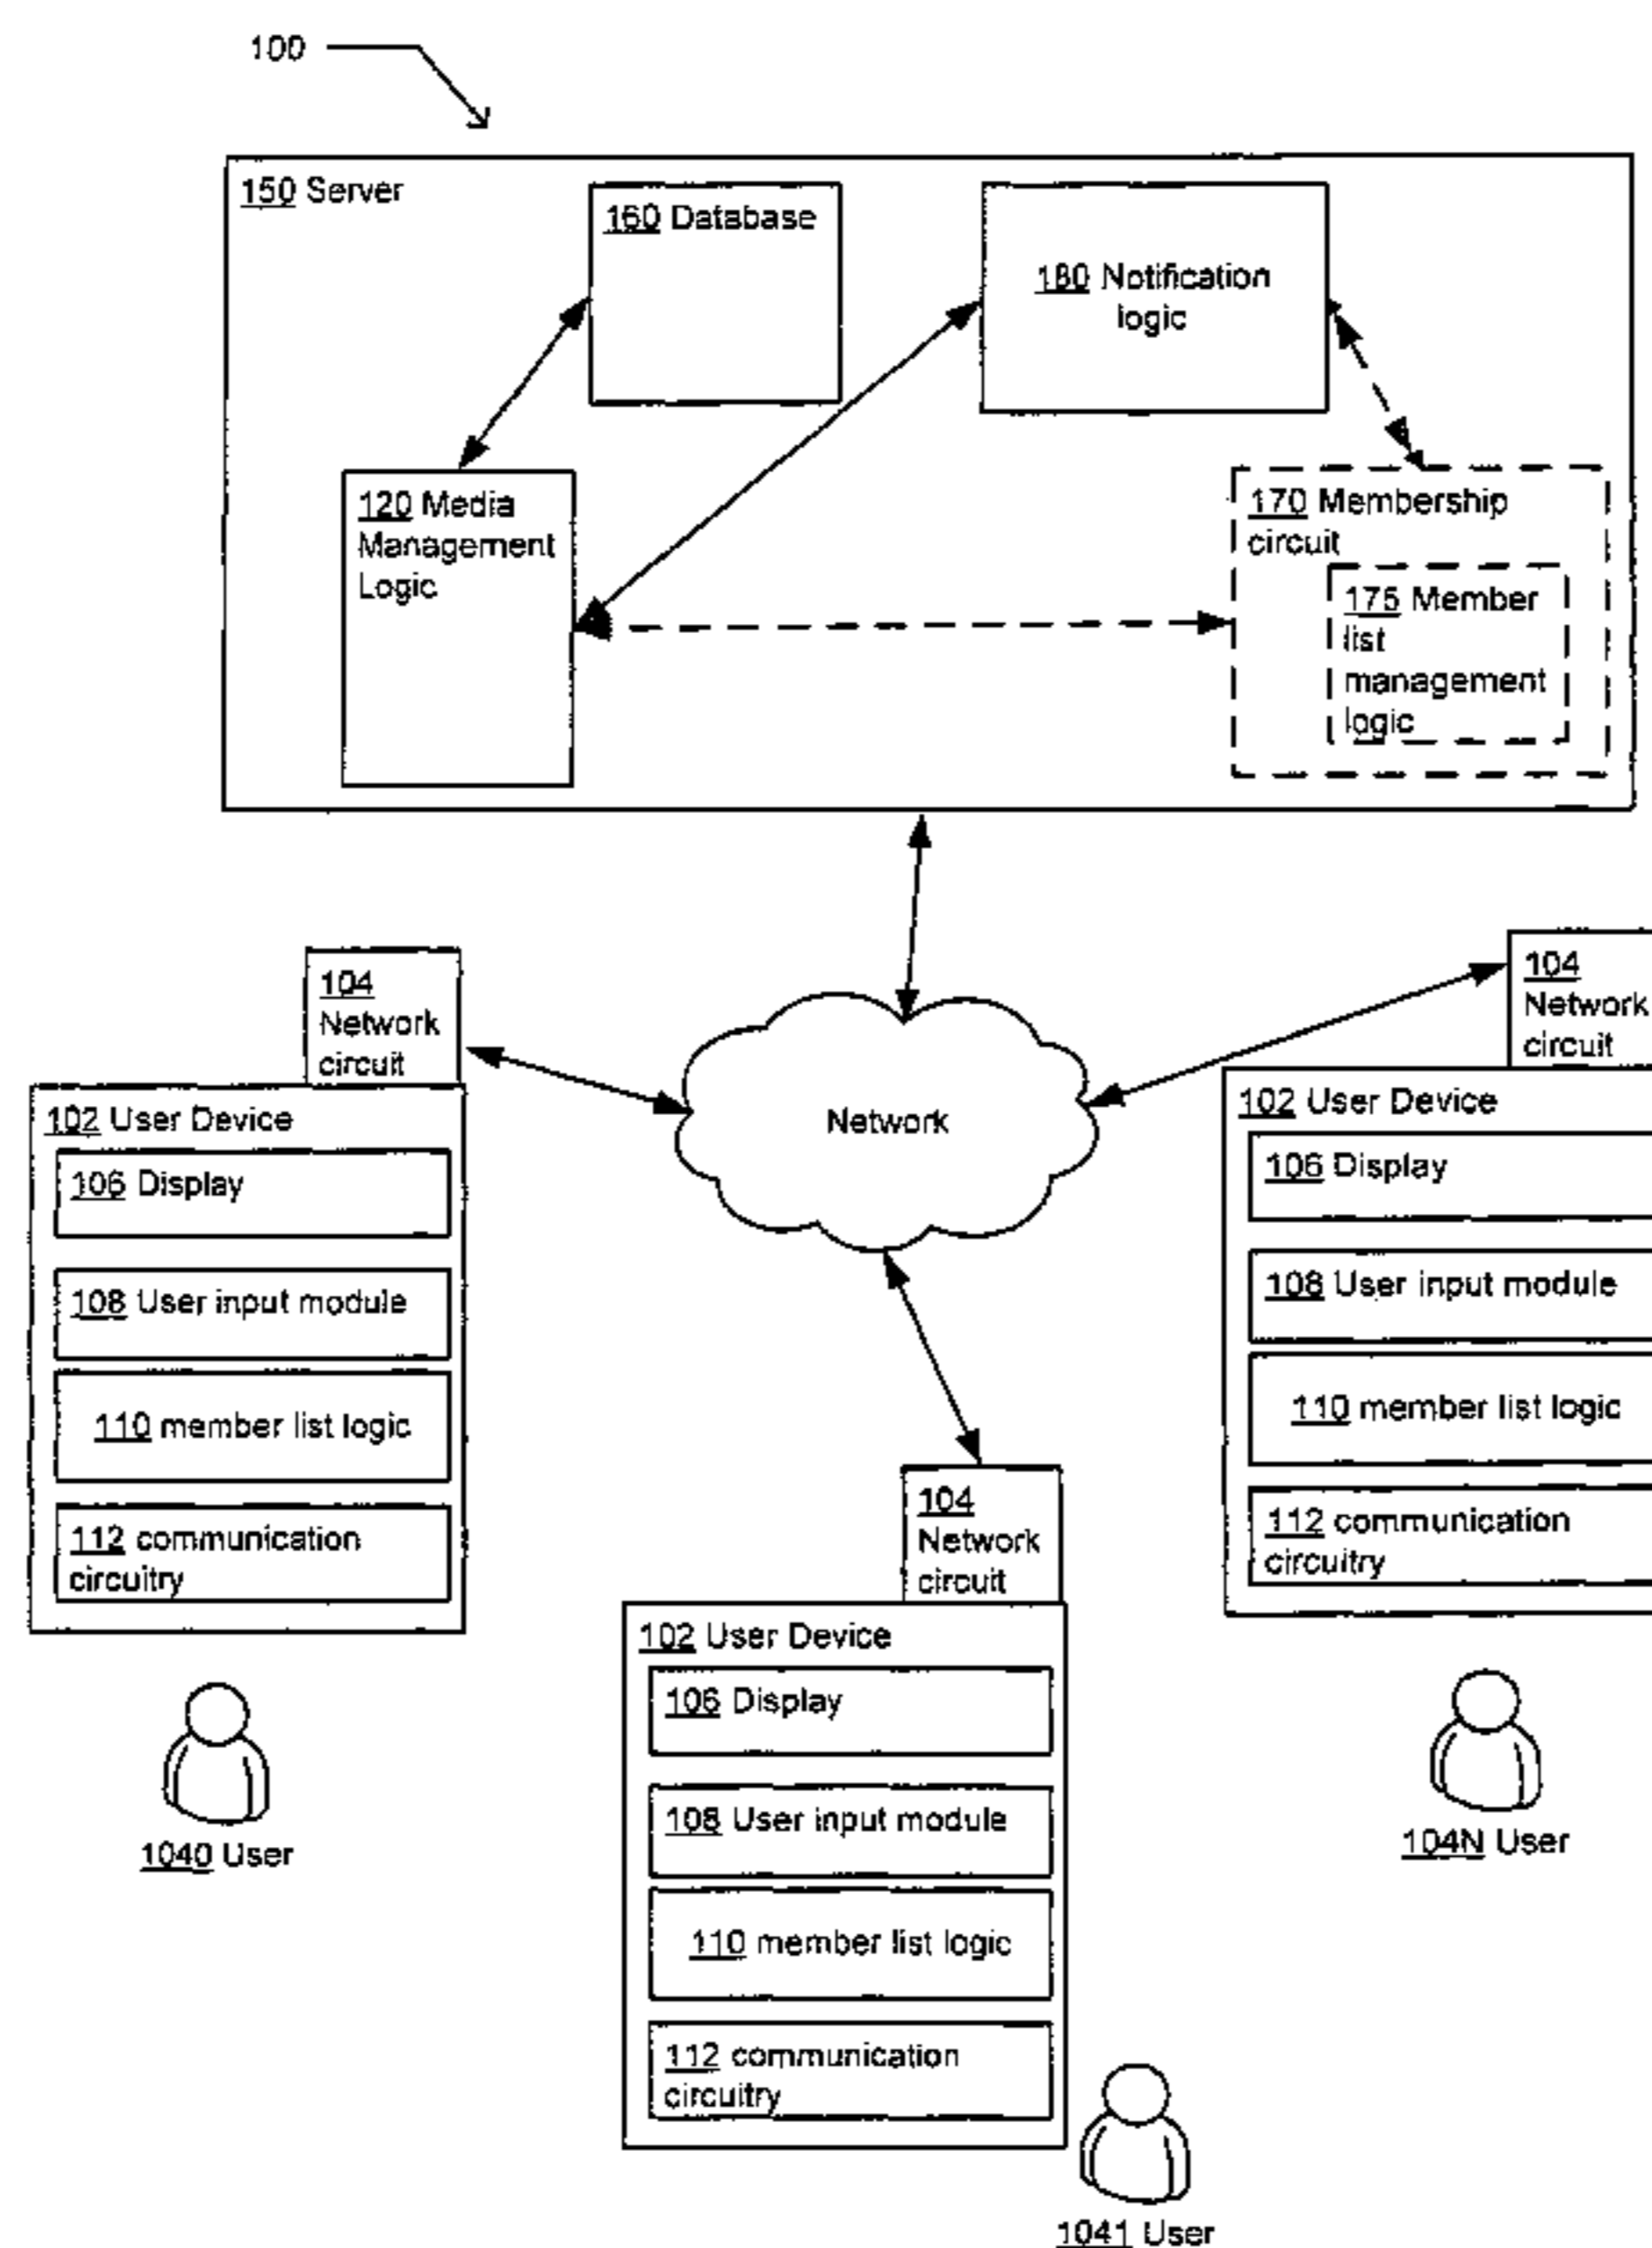 100
150 Server
160 Database
180 Notification
logic
120 Media
Management
Logic
170 Membership
circuit
175 Member
list
management
logic
104
Network
circuit
102 User Device
106 Display
108 User input module
110 member list logic
112 communication
circuitry
1040 User
Network
104
Network
circuit
102 User Device
106 Display
108 User input module
110 member list logic
112 communication
circuitry
1041 User
104
Network
circuit
102 User Device
106 Display
108 User input module
110 member list logic
112 communication
circuitry
104N User